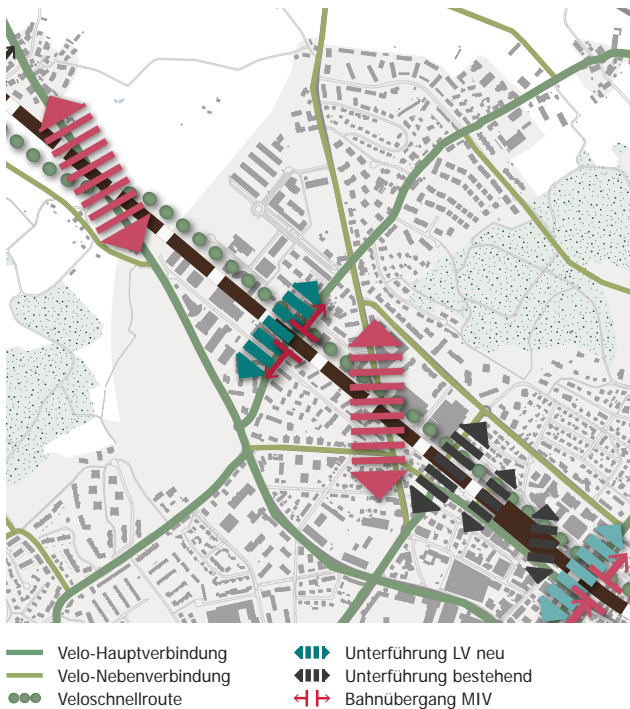 Velo-Hauptverbindung
Velo-Nebenverbindung
Veloschnellroute
Unterführung LV neu
Unterführung bestehend
Bahnübergang MIV